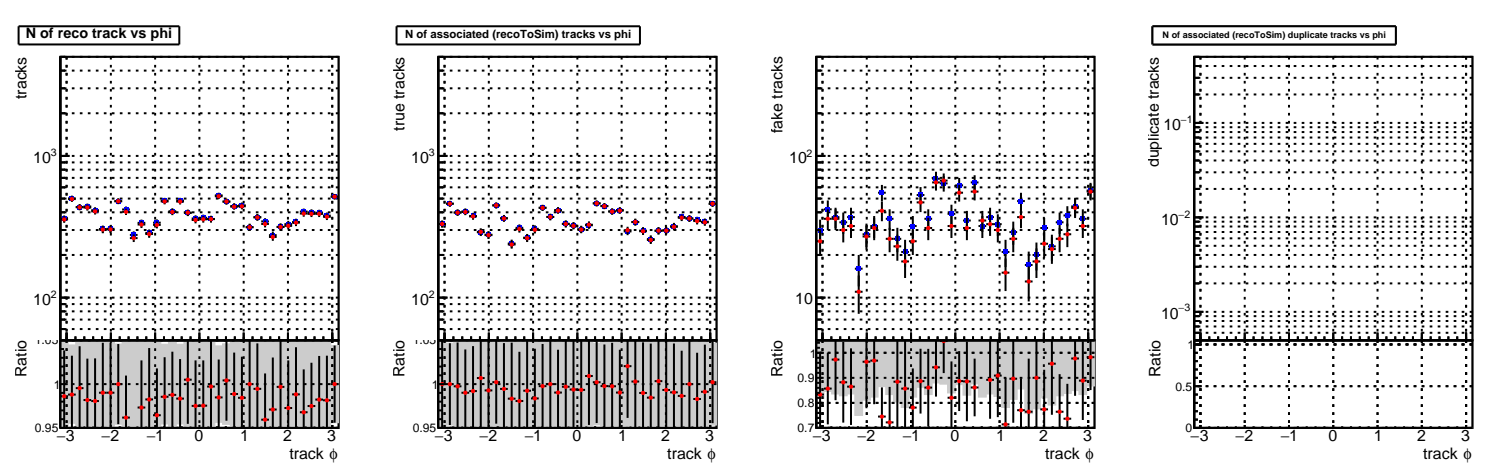 N of reco track vs phi
tracks
10³
10²
Ratio
1.05
1
0.95
−3 −2 −1 0 1 2 3
track ϕ
N of associated (recoToSim) tracks vs phi
true tracks
10³
10²
Ratio
1.05
1
0.95
−3 −2 −1 0 1 2 3
track ϕ
fake tracks
10²
10
Ratio
1
0.9
0.8
0.7
−3 −2 −1 0 1 2 3
track ϕ
N of associated (recoToSim) duplicate tracks vs phi
duplicate tracks
10⁻¹
10⁻²
10⁻³
Ratio
1
0.5
0
−3 −2 −1 0 1 2 3
track ϕ